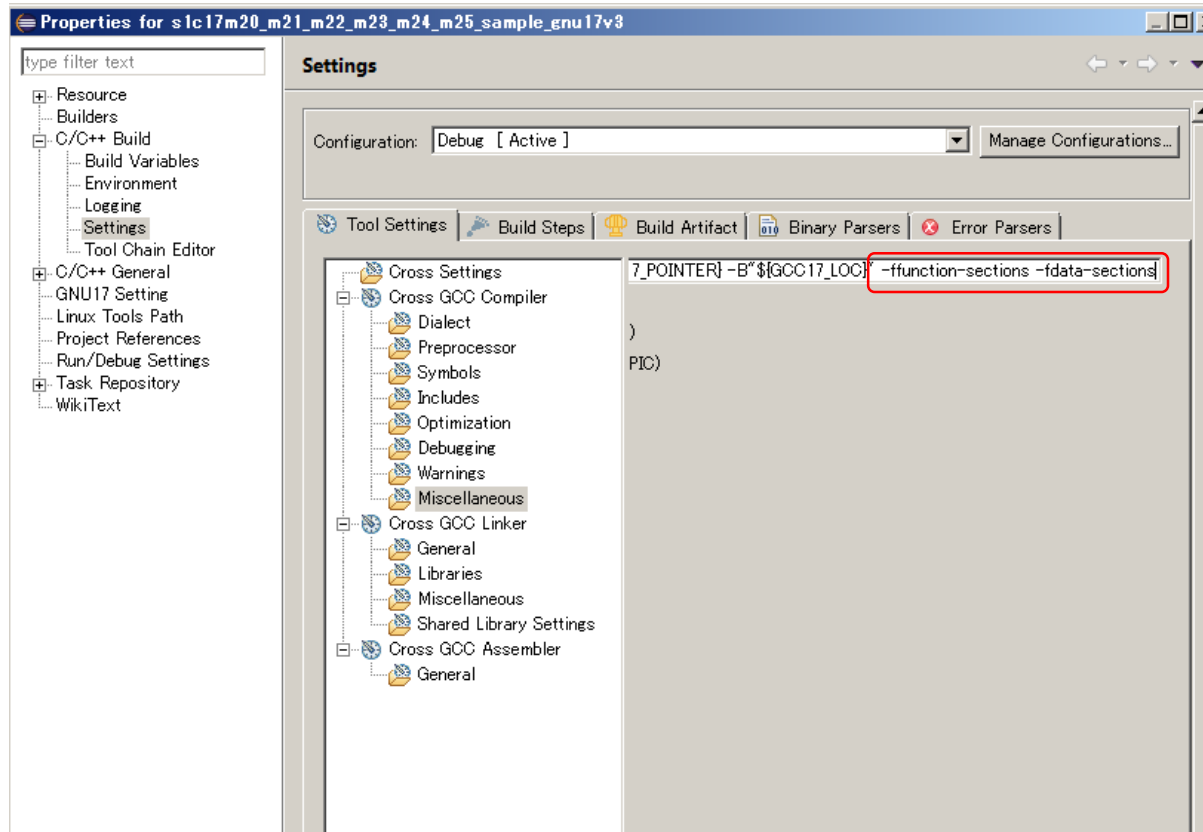 Properties for s1c17m20_m21_m22_m23_m24_m25_sample_gnu17v3
type filter text
Resource
Builders
C/C++ Build
Build Variables
Environment
Logging
Settings
Tool Chain Editor
C/C++ General
GNU17 Setting
Linux Tools Path
Project References
Run/Debug Settings
Task Repository
WikiText
Settings
Configuration: Debug [ Active ] Manage Configurations...
Tool Settings Build Steps Build Artifact Binary Parsers Error Parsers
Cross Settings
Cross GCC Compiler
Dialect
Preprocessor
Symbols
Includes
Optimization
Debugging
Warnings
Miscellaneous
Cross GCC Linker
General
Libraries
Miscellaneous
Shared Library Settings
Cross GCC Assembler
General
7_POINTER} -B"${GCC17_LOC}" -ffunction-sections -fdata-sections
)
PIC)